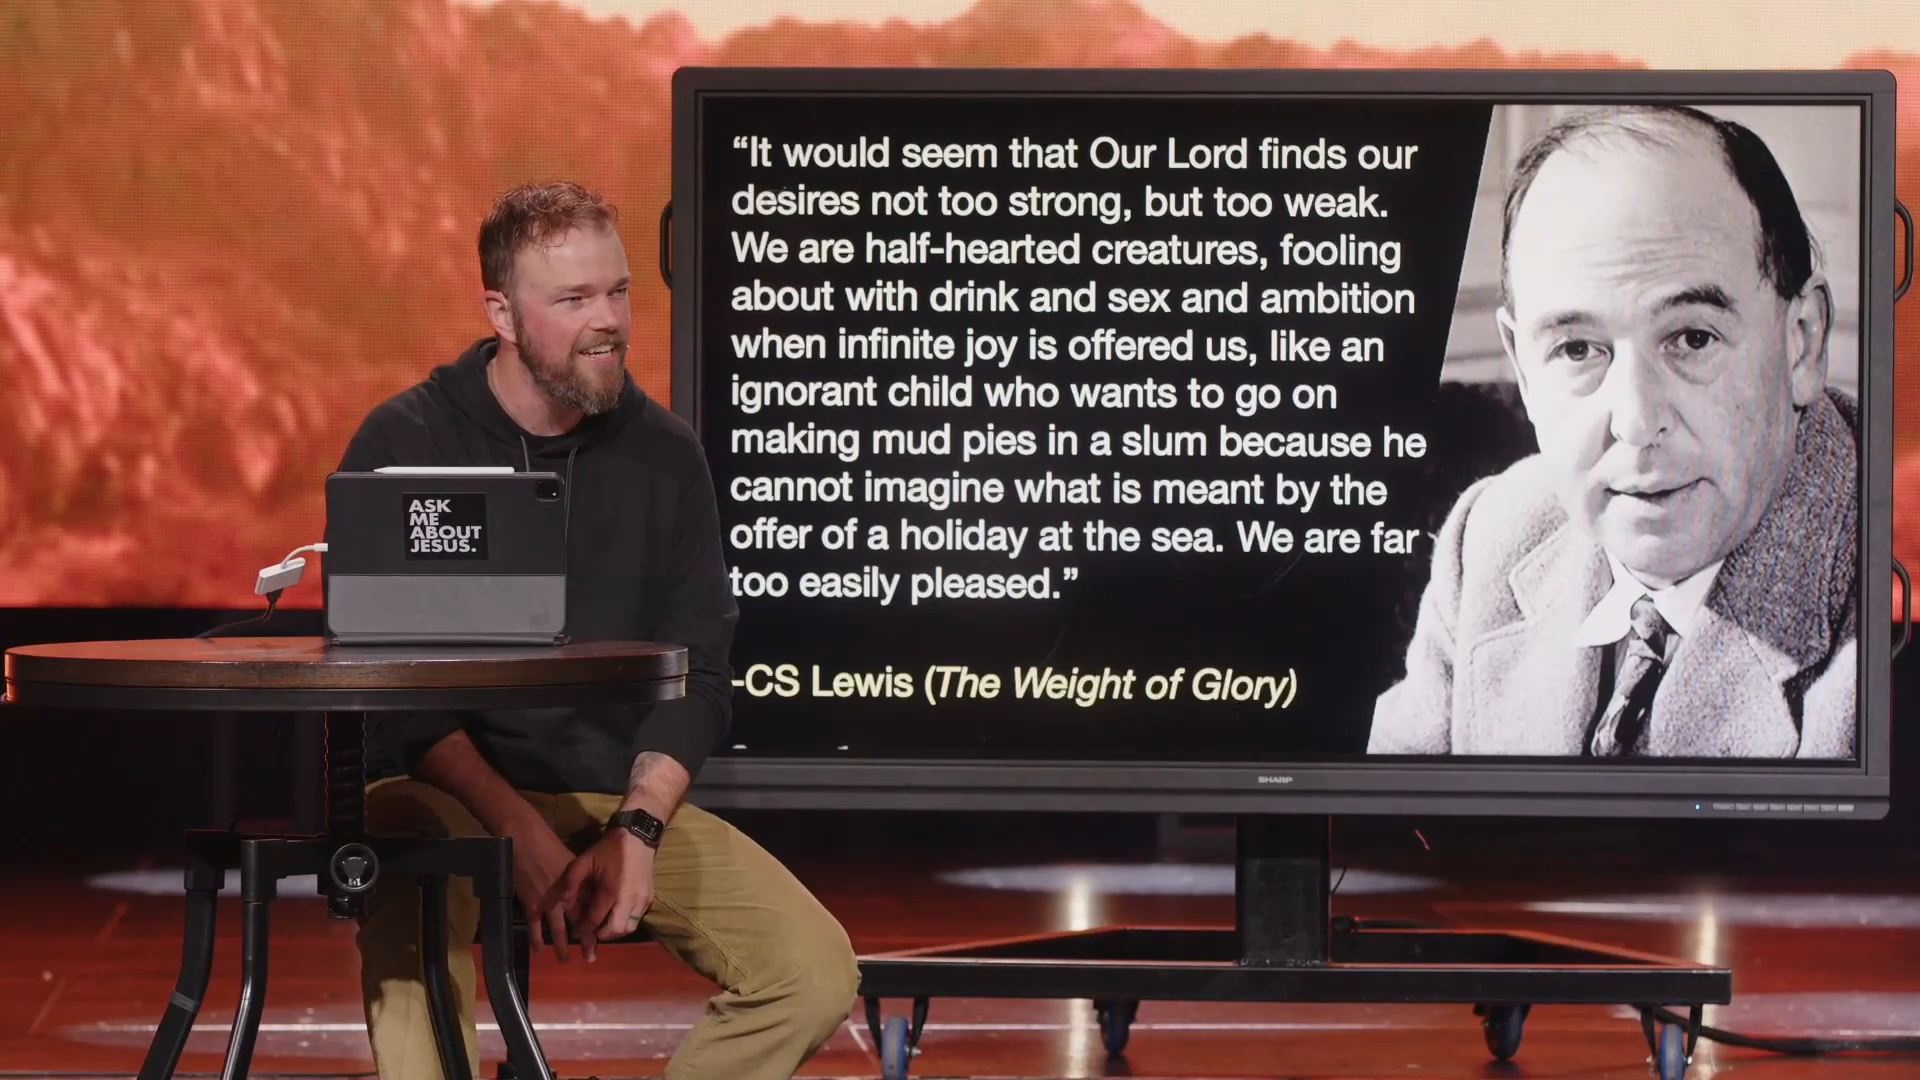 “It would seem that Our Lord finds our
desires not too strong, but too weak.
We are half-hearted creatures, fooling
about with drink and sex and ambition
when infinite joy is offered us, like an
ignorant child who wants to go on
making mud pies in a slum because he
cannot imagine what is meant by the
offer of a holiday at the sea. We are far
too easily pleased.”
-CS Lewis (The Weight of Glory)
ASK
ME
ABOUT
JESUS.
SHARP